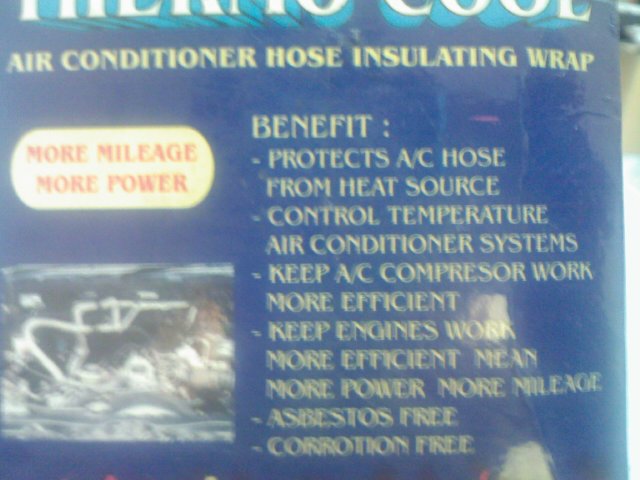 THERMO COOL
AIR CONDITIONER HOSE INSULATING WRAP
MORE MILEAGE
MORE POWER
BENEFIT :
- PROTECTS A/C HOSE
FROM HEAT SOURCE
- CONTROL TEMPERATURE
AIR CONDITIONER SYSTEMS
- KEEP A/C COMPRESOR WORK
MORE EFFICIENT
- KEEP ENGINES WORK
MORE EFFICIENT MEAN
MORE POWER MORE MILEAGE
- ASBESTOS FREE
- CORROTION FREE